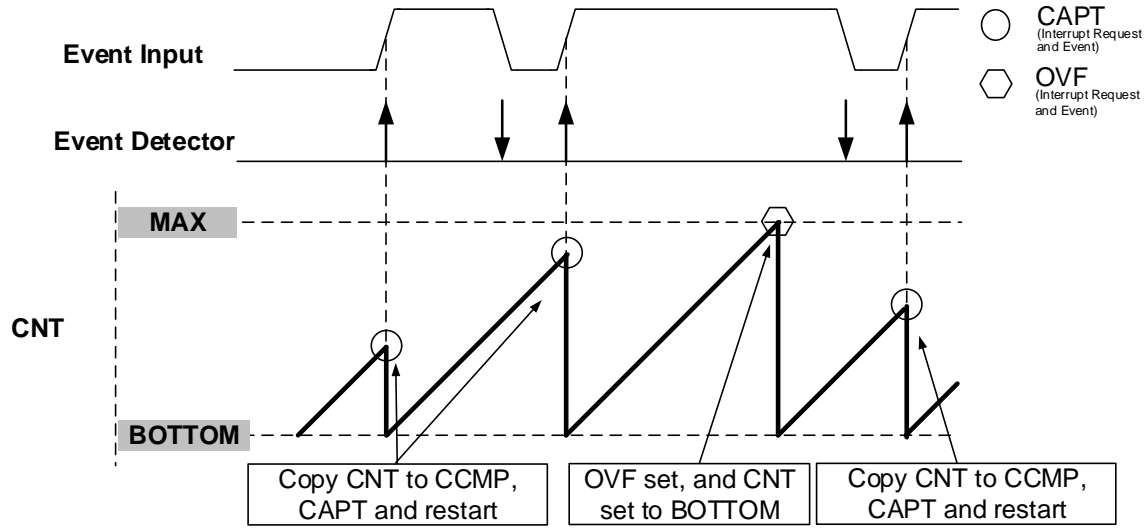 CAPT
(Interrupt Request
and Event)
Event Input
OVF
(Interrupt Request
and Event)
Event Detector
MAX
CNT
BOTTOM
Copy CNT to CCMP,
CAPT and restart
OVF set, and CNT
set to BOTTOM
Copy CNT to CCMP,
CAPT and restart